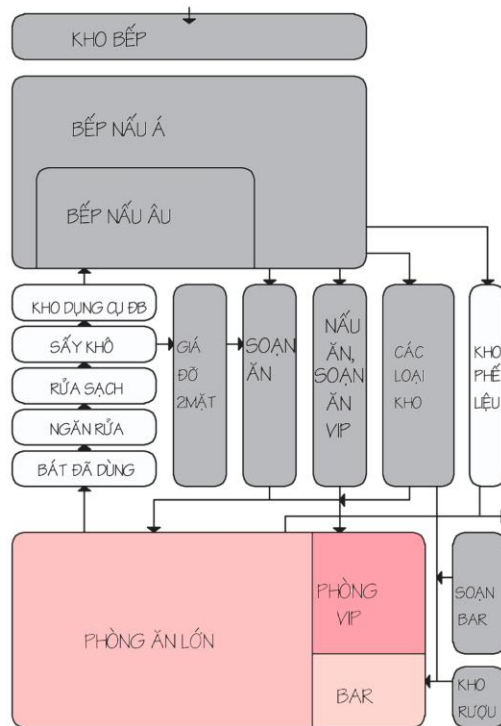 KHO BẾP
BẾP NẤU Á
BẾP NẤU ÂU
KHO DỤNG CỤ ĐB
SẤY KHÔ
RỬA SẠCH
NGĂN RỬA
BÁT ĐÃ DÙNG
GIÁ
ĐỠ
2MẶT
SOẠN
ĂN
NẤU
ĂN,
SOẠN
ĂN
VIP
CÁC
LOẠI
KHO
KHO
PHẾ
LIỆU
PHÒNG ĂN LỚN
PHÒNG
VIP
BAR
SOẠN
BAR
KHO
RƯỢU